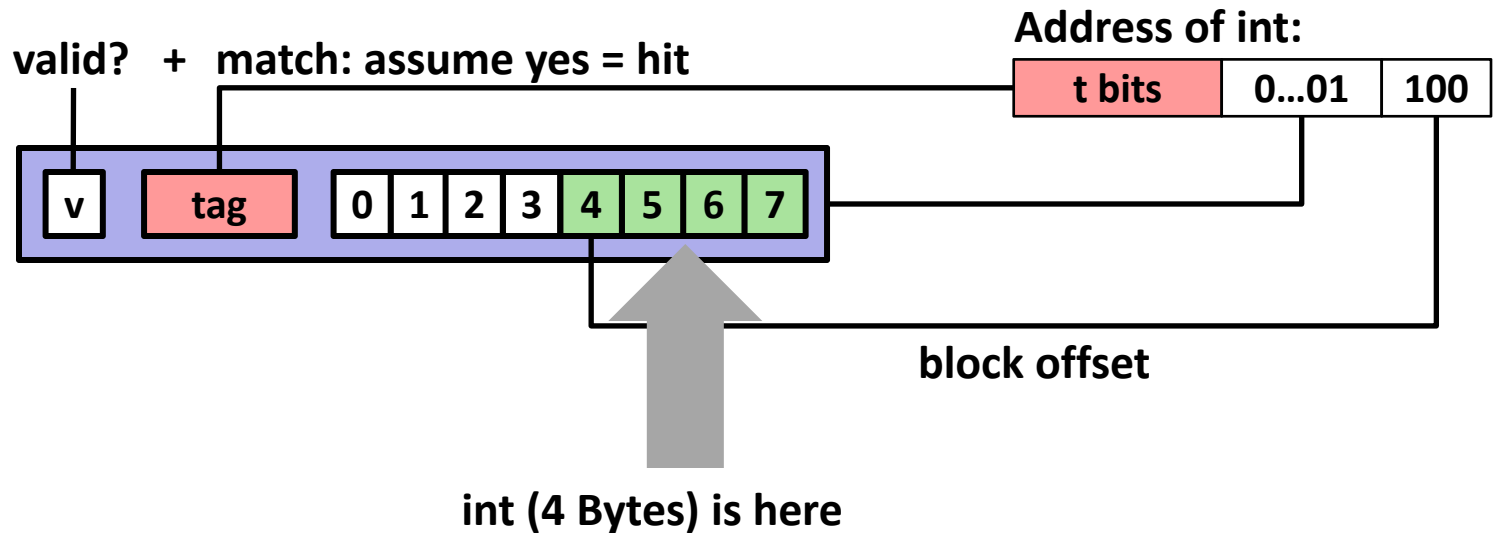 Address of int:
valid? + match: assume yes = hit
t bits 0...01 100
v tag 0 1 2 3 4 5 6 7
block offset
int (4 Bytes) is here